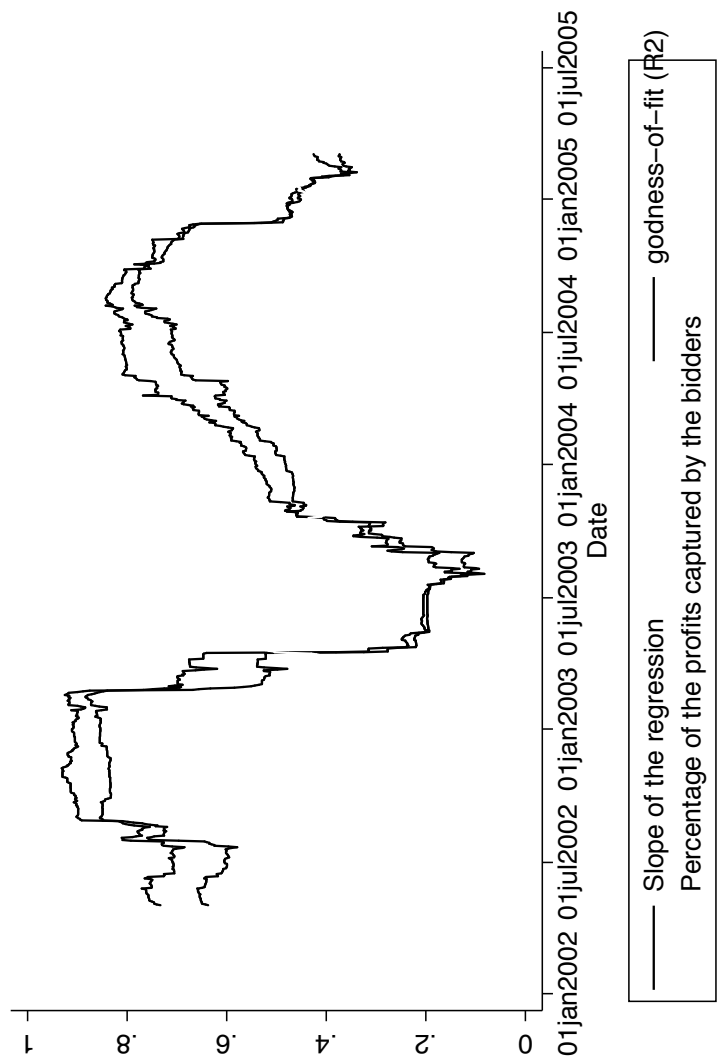 1
.8
.6
.4
.2
0
01jan2002 01jul2002 01jan2003 01jul2003 01jan2004 01jul2004 01jan2005 01jul2005
Date
Slope of the regression godness-of-fit (R2)
Percentage of the profits captured by the bidders